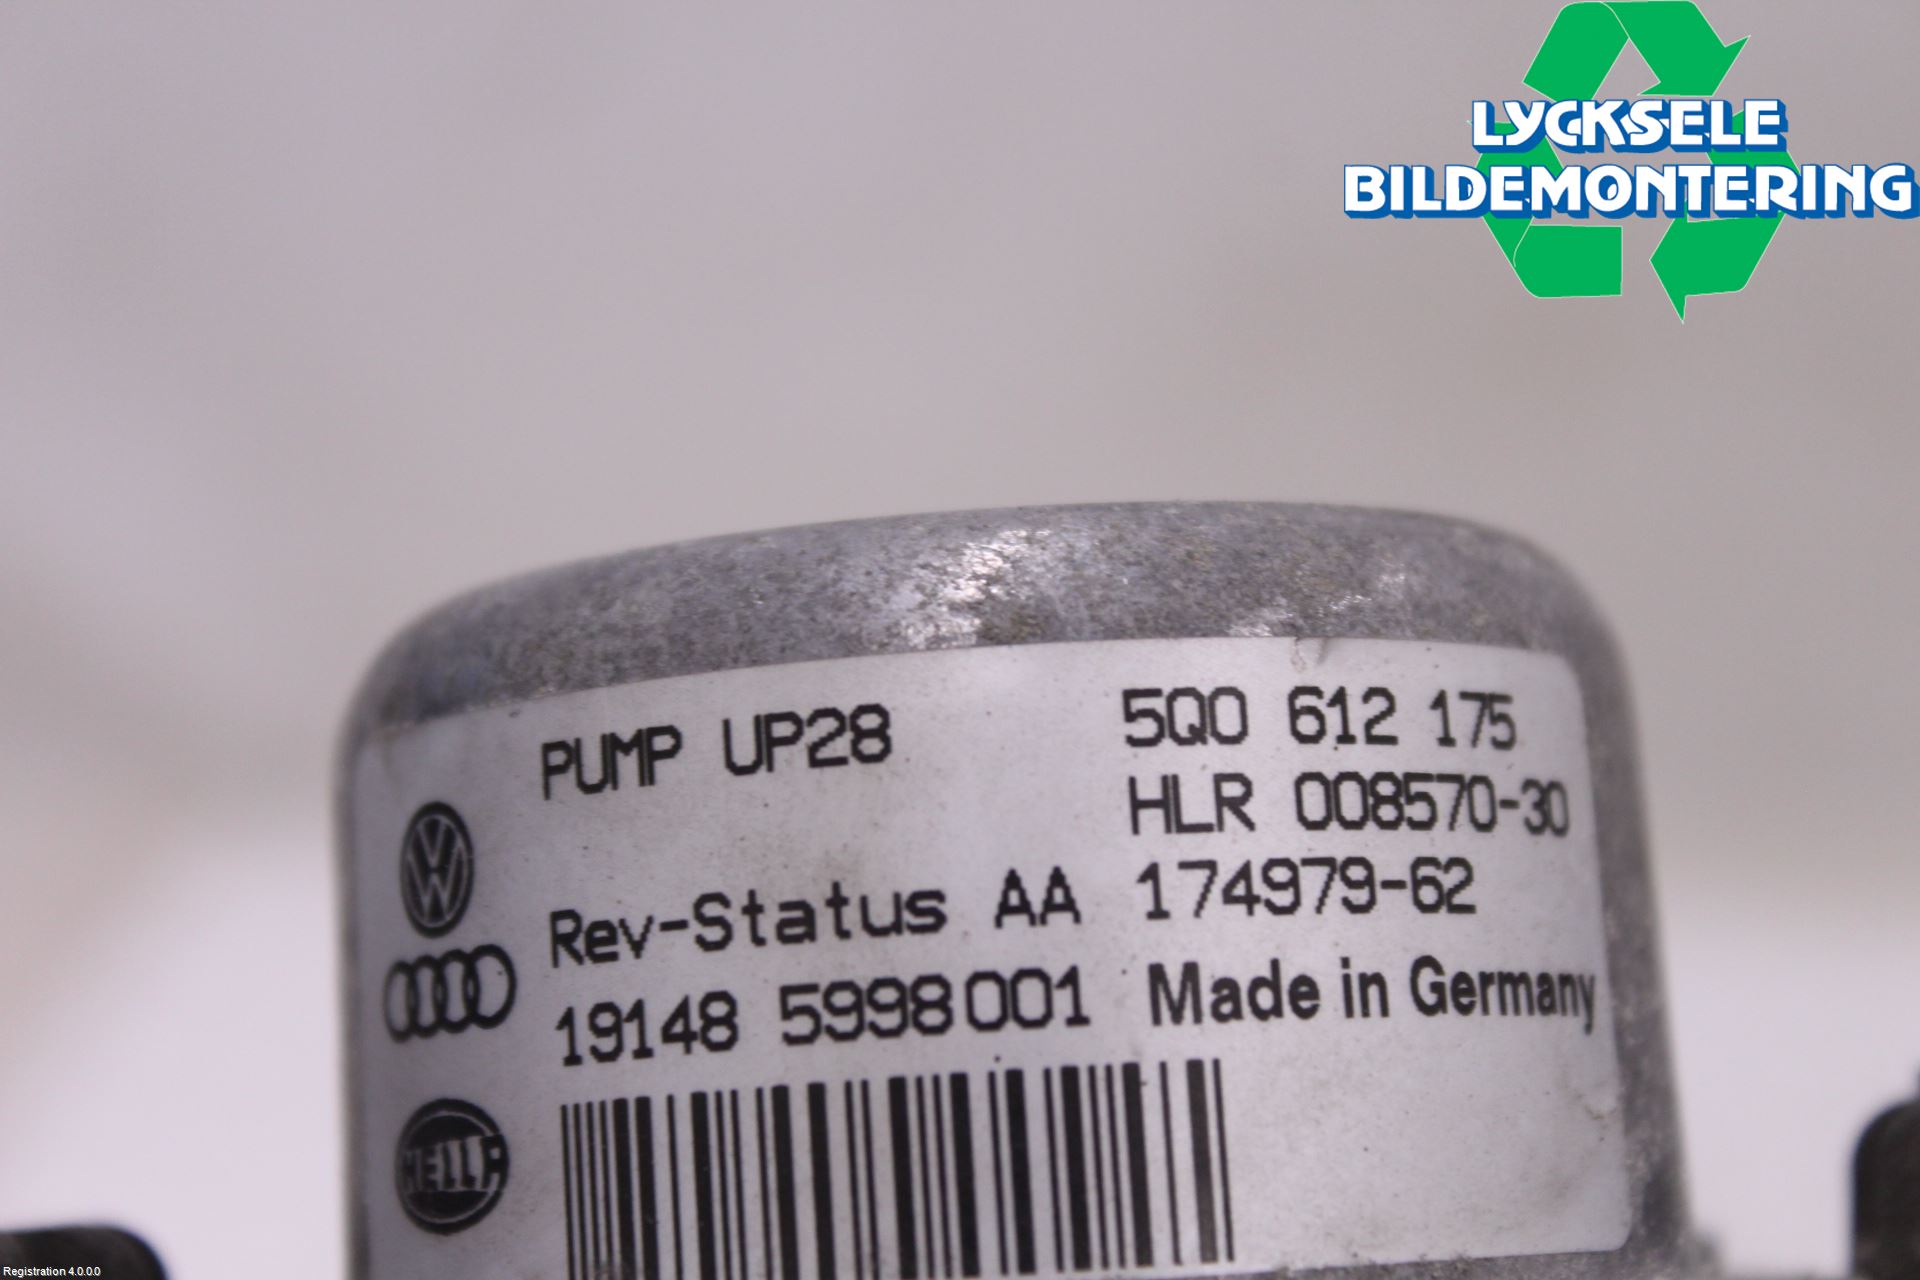 LYCKSELE
BILDEMONTERING
PUMP UP28 5Q0 612 175
HLR 008570-30
Rev-Status AA 174979-62
19148 5998001 Made in Germany
HELLA
Registration 4.0.0.0